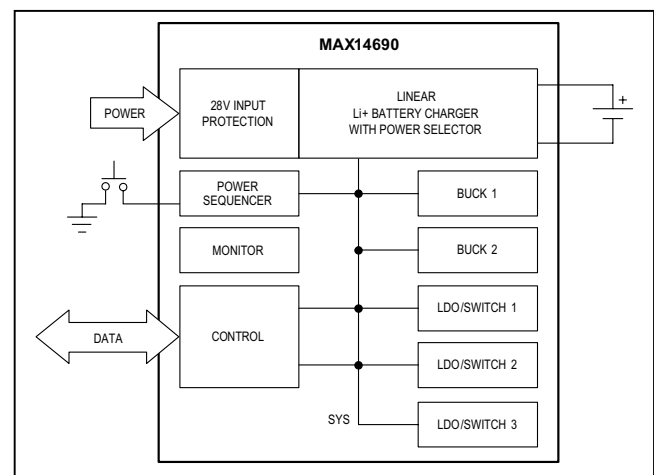 MAX14690
POWER
28V INPUT
PROTECTION
LINEAR
Li+ BATTERY CHARGER
WITH POWER SELECTOR
+
POWER
SEQUENCER
BUCK 1
MONITOR
BUCK 2
DATA
CONTROL
LDO/SWITCH 1
LDO/SWITCH 2
SYS
LDO/SWITCH 3